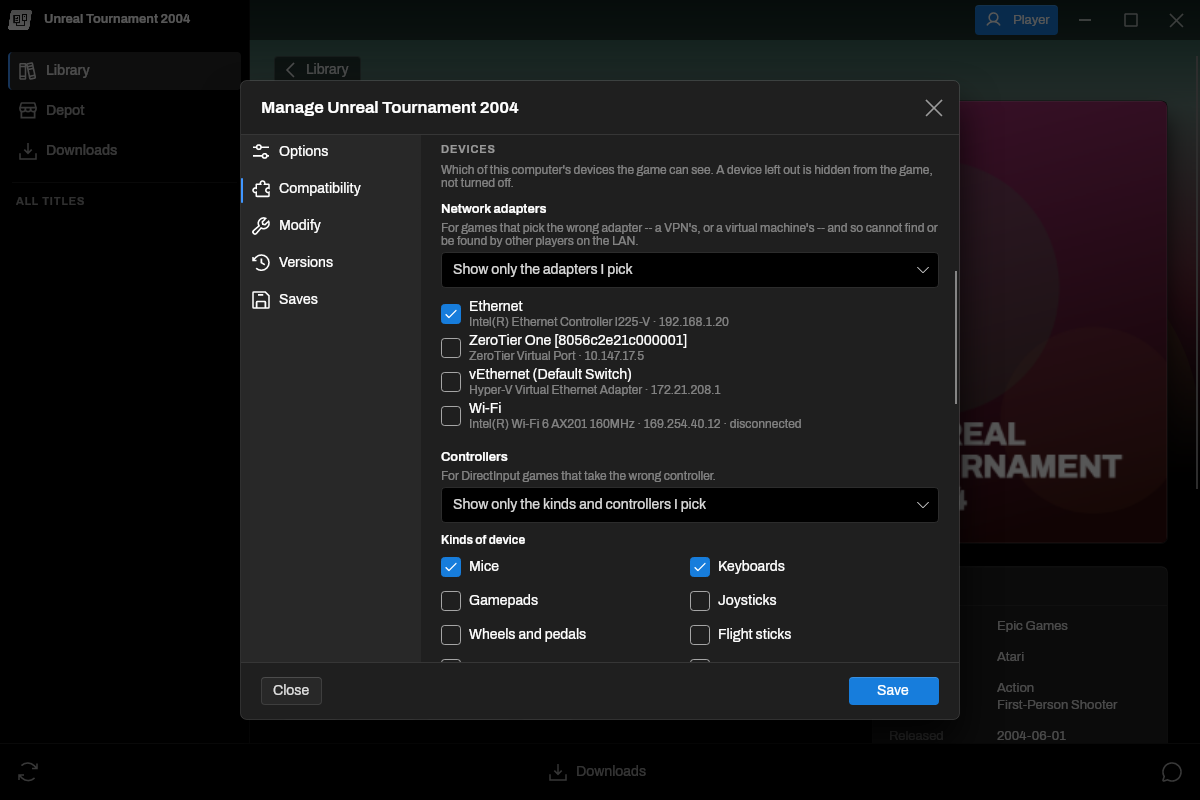 Unreal Tournament 2004
Player
Library
Depot
Downloads
ALL TITLES
Library
Manage Unreal Tournament 2004
Options
Compatibility
Modify
Versions
Saves
DEVICES
Which of this computer's devices the game can see. A device left out is hidden from the game,
not turned off.
Network adapters
For games that pick the wrong adapter -- a VPN's, or a virtual machine's -- and so cannot find or
be found by other players on the LAN.
Show only the adapters I pick
Ethernet
Intel(R) Ethernet Controller I225-V · 192.168.1.20
ZeroTier One [8056c2e21c000001]
ZeroTier Virtual Port · 10.147.17.5
vEthernet (Default Switch)
Hyper-V Virtual Ethernet Adapter · 172.21.208.1
Wi-Fi
Intel(R) Wi-Fi 6 AX201 160MHz · 169.254.40.12 · disconnected
Controllers
For DirectInput games that take the wrong controller.
Show only the kinds and controllers I pick
Kinds of device
Mice
Keyboards
Gamepads
Joysticks
Wheels and pedals
Flight sticks
Close
Save
REAL
RNAMENT
4
Epic Games
Atari
Action
First-Person Shooter
Released
2004-06-01
Downloads